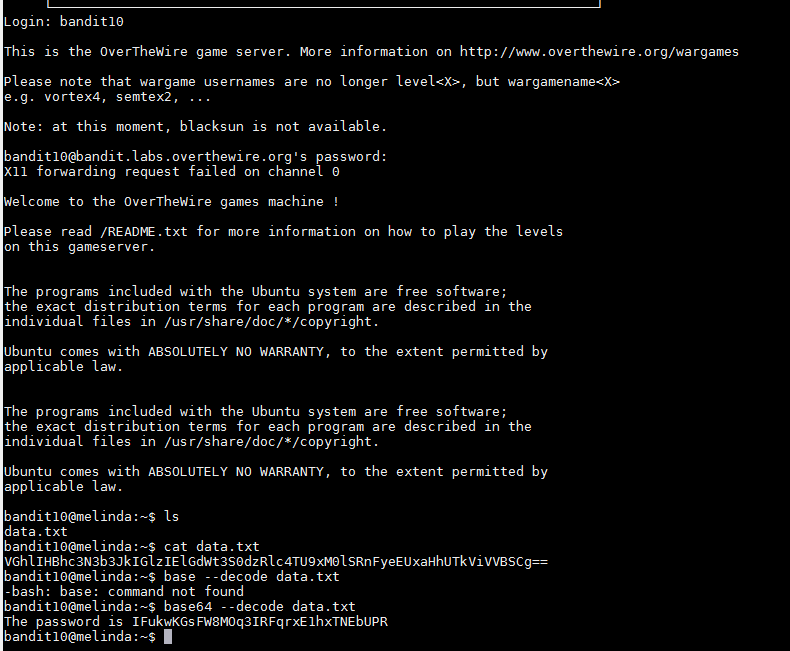 Login: bandit10
This is the OverTheWire game server. More information on http://www.overthewire.org/wargames
Please note that wargame usernames are no longer level<X>, but wargamename<X>
e.g. vortex4, semtex2, ...
Note: at this moment, blacksun is not available.
bandit10@bandit.labs.overthewire.org's password:
X11 forwarding request failed on channel 0
Welcome to the OverTheWire games machine !
Please read /README.txt for more information on how to play the levels
on this gameserver.
The programs included with the Ubuntu system are free software;
the exact distribution terms for each program are described in the
individual files in /usr/share/doc/*/copyright.
Ubuntu comes with ABSOLUTELY NO WARRANTY, to the extent permitted by
applicable law.
The programs included with the Ubuntu system are free software;
the exact distribution terms for each program are described in the
individual files in /usr/share/doc/*/copyright.
Ubuntu comes with ABSOLUTELY NO WARRANTY, to the extent permitted by
applicable law.
bandit10@melinda:~$ ls
data.txt
bandit10@melinda:~$ cat data.txt
VGhlIHBhc3N3b3JkIGlzIElGdWt3S0dzRlc4TU9xM0lSRnFyeEUxaHhUTkViVVBSCg==
bandit10@melinda:~$ base --decode data.txt
-bash: base: command not found
bandit10@melinda:~$ base64 --decode data.txt
The password is IFukwKGsFW8MOq3IRFqrxE1hxTNEbUPR
bandit10@melinda:~$